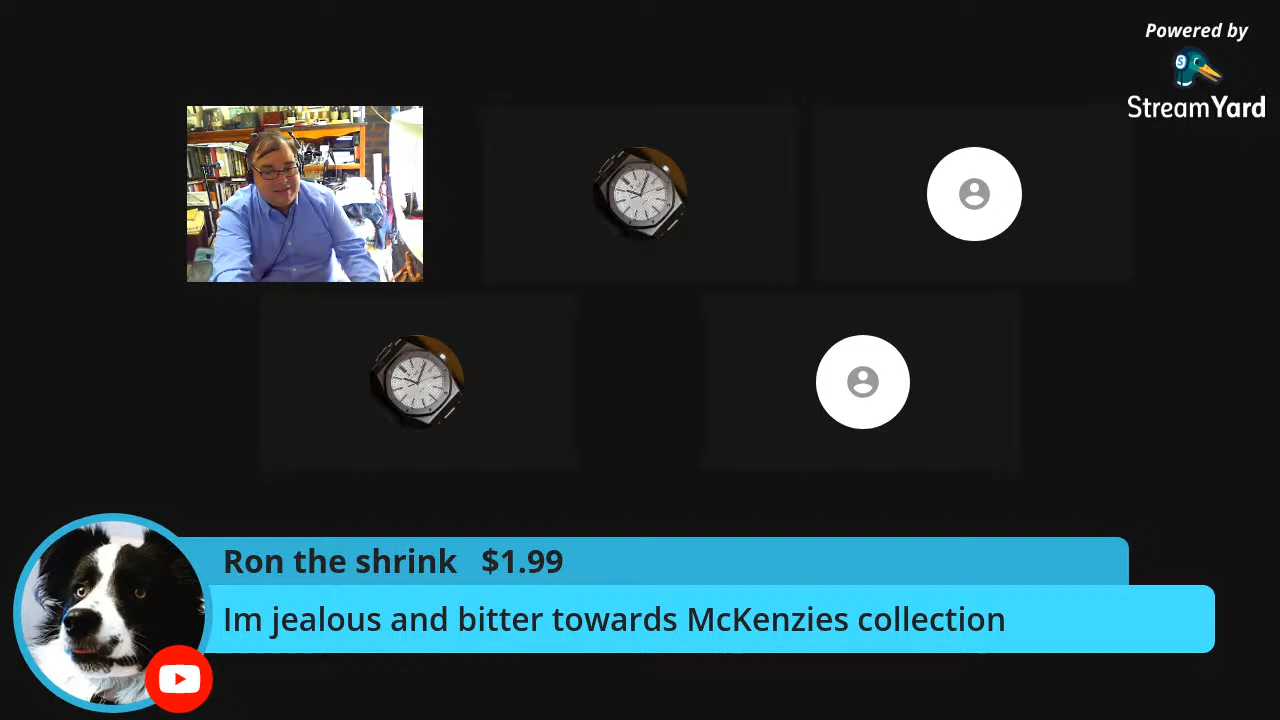 Powered by
StreamYard
Ron the shrink $1.99
Im jealous and bitter towards McKenzies collection